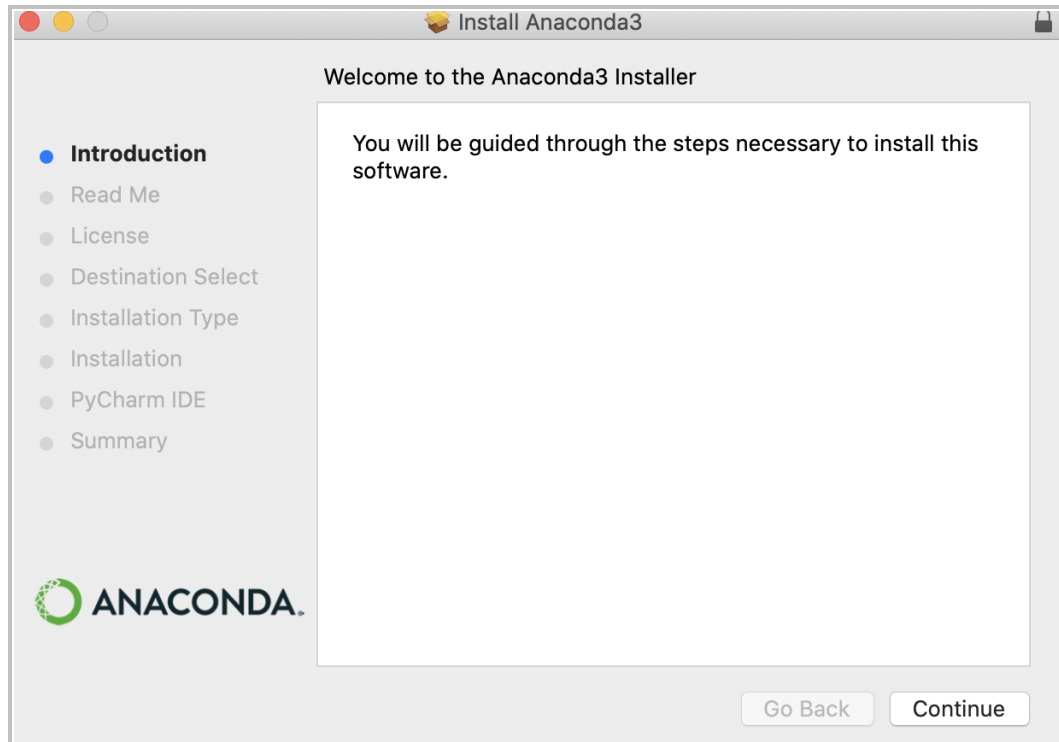 Install Anaconda3
Welcome to the Anaconda3 Installer
Introduction
Read Me
License
Destination Select
Installation Type
Installation
PyCharm IDE
Summary
You will be guided through the steps necessary to install this
software.
ANACONDA.
Go Back
Continue